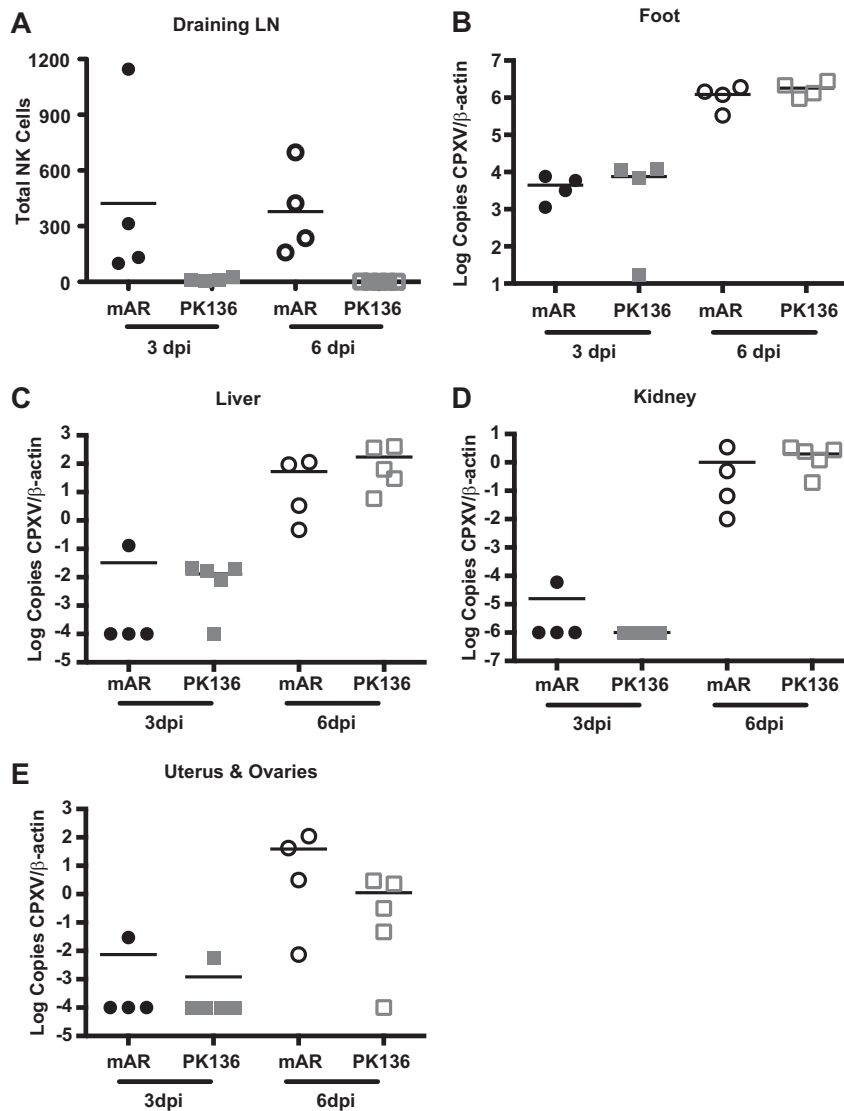 A
Draining LN
Total NK Cells
1200
900
600
300
0
mAR PK136 mAR PK136
3 dpi 6 dpi
B
Foot
Log Copies CPXV/β-actin
7
6
5
4
3
2
1
mAR PK136 mAR PK136
3 dpi 6 dpi
C
Liver
Log Copies CPXV/β-actin
3
2
1
0
-1
-2
-3
-4
-5
mAR PK136 mAR PK136
3dpi 6dpi
D
Kidney
Log Copies CPXV/β-actin
1
0
-1
-2
-3
-4
-5
-6
-7
mAR PK136 mAR PK136
3dpi 6dpi
E
Uterus & Ovaries
Log Copies CPXV/β-actin
3
2
1
0
-1
-2
-3
-4
-5
mAR PK136 mAR PK136
3dpi 6dpi